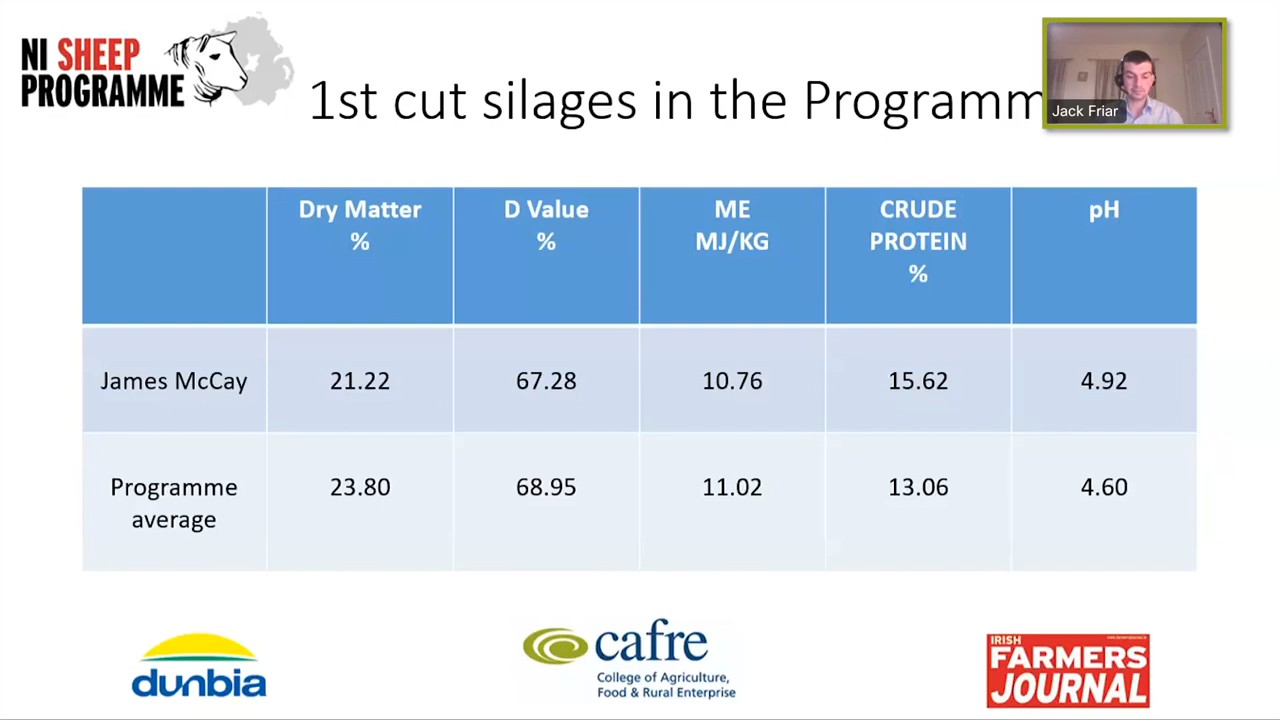 NI SHEEP
PROGRAMME
1st cut silages in the Programm
Jack Friar
Dry Matter
%
D Value
%
ME
MJ/KG
CRUDE
PROTEIN
%
pH
James McCay
21.22
67.28
10.76
15.62
4.92
Programme
average
23.80
68.95
11.02
13.06
4.60
dunbia
cafre
College of Agriculture,
Food & Rural Enterprise
IRISH
FARMERS
JOURNAL